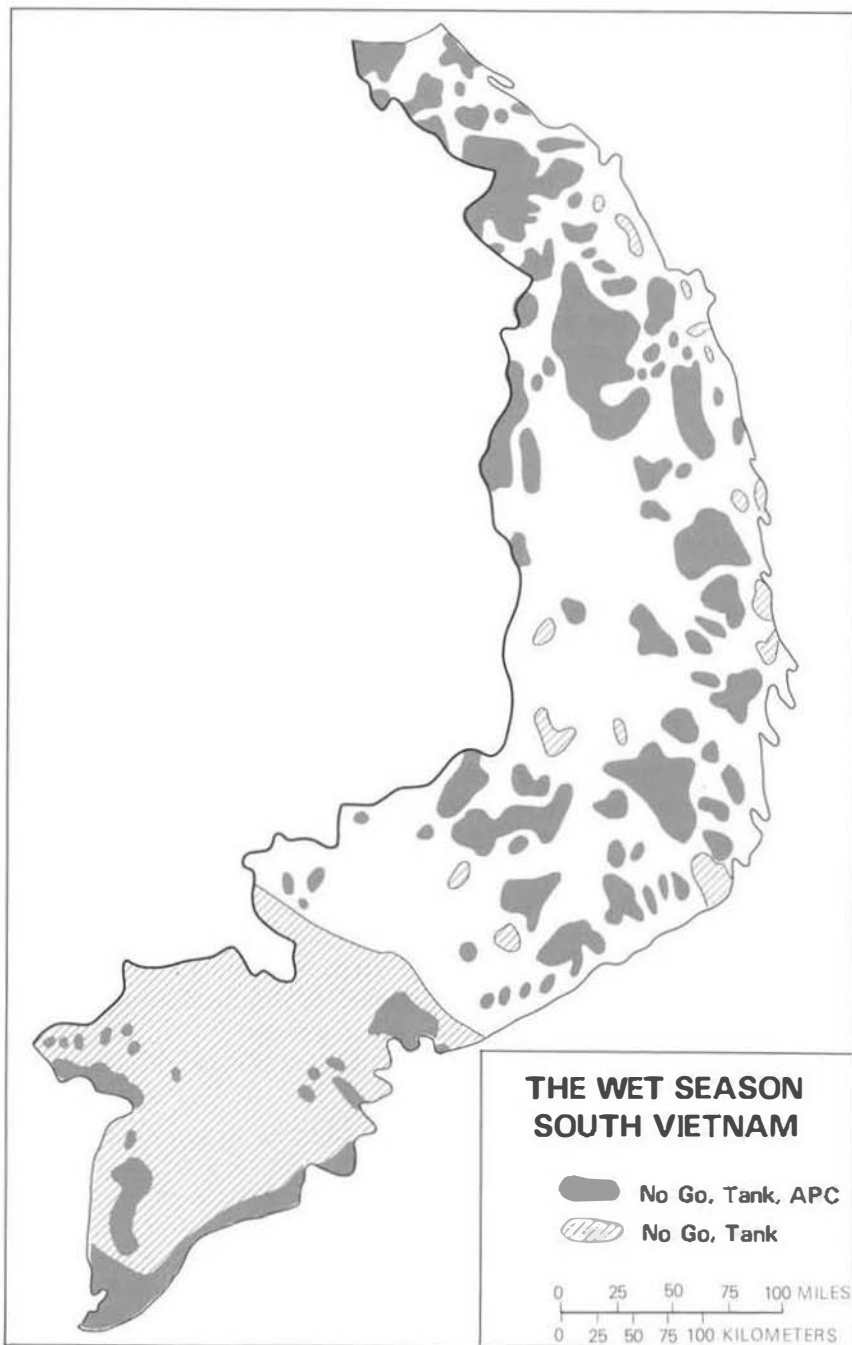 THE WET SEASON
SOUTH VIETNAM
No Go, Tank, APC
No Go, Tank
0 25 50 75 100 MILES
0 25 50 75 100 KILOMETERS